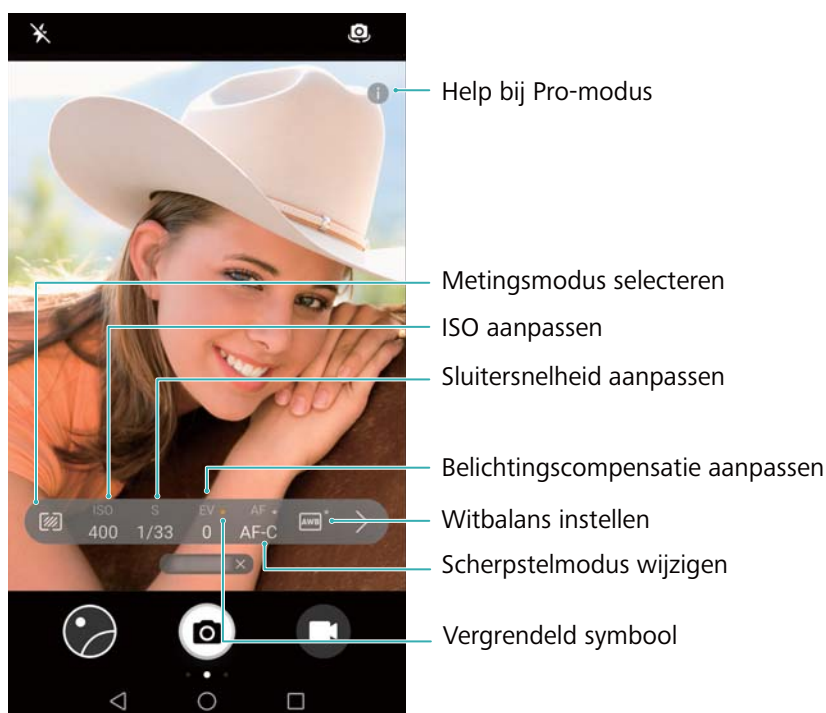 Help bij Pro-modus
Metingsmodus selecteren
ISO aanpassen
Sluitersnelheid aanpassen
Belichtingscompensatie aanpassen
Witbalans instellen
Scherpstelmodus wijzigen
Vergrendeld symbool
ISO S EV AF
400 1/33 0 AF-C AWB